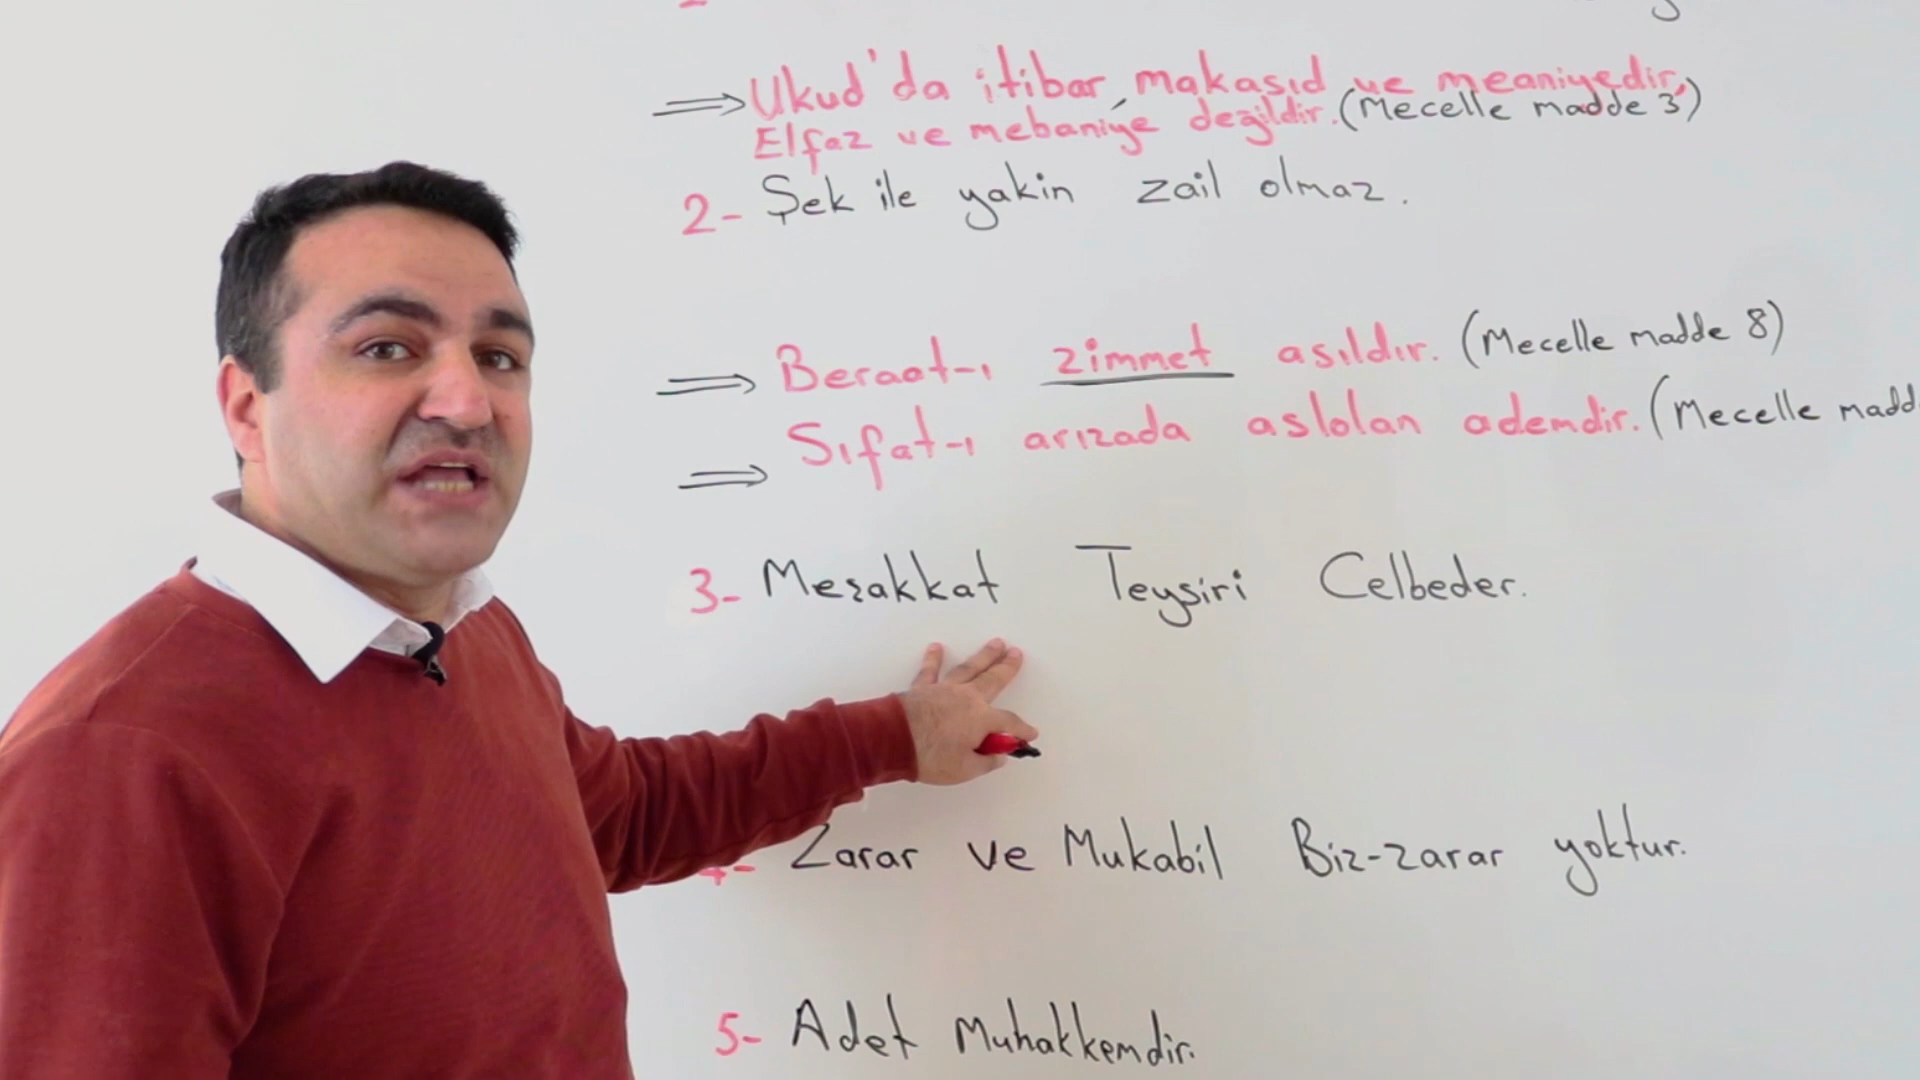 ⇒ Ukud'da itibar, makasıd ve meaniyedir,
Elfaz ve mebaniye değildir. (Mecelle madde 3)
2- Şek ile yakin zail olmaz.
⇒ Beraat-ı zimmet asıldır. (Mecelle madde 8)
⇒ Sıfat-ı arızada aslolan ademdir. (Mecelle madd
3- Meşakkat Teysiri Celbeder.
4- Zarar ve Mukabil Biz-zarar yoktur.
5- Adet Muhakkemdir.